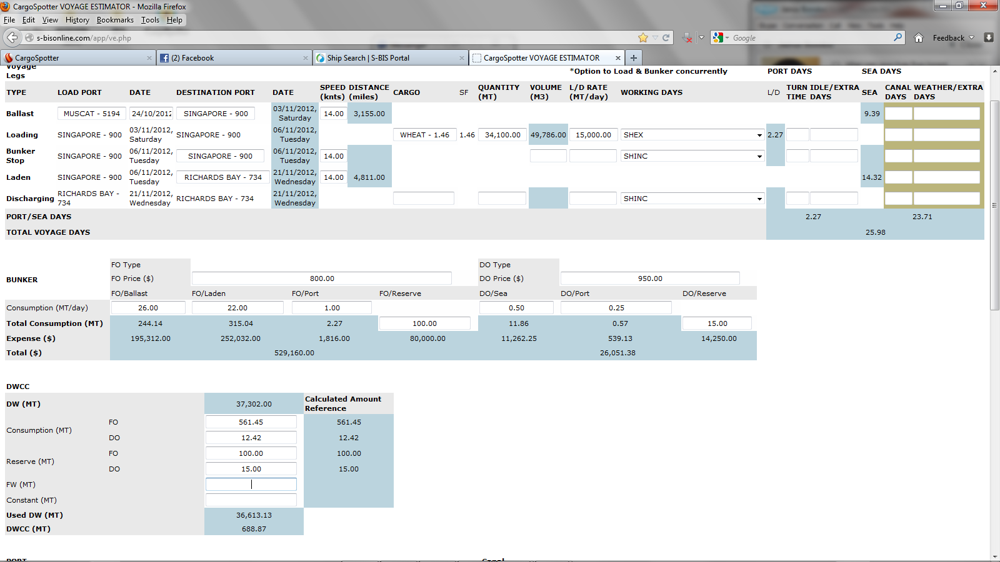 CargoSpotter VOYAGE ESTIMATOR - Mozilla Firefox
File Edit View History Bookmarks Tools Help
s-bisonline.com/app/ve.php Google Feedback
CargoSpotter (2) Facebook Ship Search | S-BIS Portal CargoSpotter VOYAGE ESTIMATOR
Voyage Legs *Option to Load & Bunker concurrently PORT DAYS SEA DAYS
TYPE LOAD PORT DATE DESTINATION PORT DATE SPEED (knts) DISTANCE (miles) CARGO SF QUANTITY (MT) VOLUME (M3) L/D RATE (MT/day) WORKING DAYS L/D TURN TIME IDLE/EXTRA DAYS SEA CANAL DAYS WEATHER/EXTRA DAYS
Ballast MUSCAT - 5194 24/10/2012 SINGAPORE - 900 03/11/2012, Saturday 14.00 3,155.00 9.39
Loading SINGAPORE - 900 03/11/2012, Saturday SINGAPORE - 900 06/11/2012, Tuesday WHEAT - 1.46 1.46 34,100.00 49,786.00 15,000.00 SHEX 2.27
Bunker Stop SINGAPORE - 900 06/11/2012, Tuesday SINGAPORE - 900 06/11/2012, Tuesday 14.00 SHINC
Laden SINGAPORE - 900 06/11/2012, Tuesday RICHARDS BAY - 734 21/11/2012, Wednesday 14.00 4,811.00 14.32
Discharging RICHARDS BAY - 734 21/11/2012, Wednesday RICHARDS BAY - 734 21/11/2012, Wednesday SHINC
PORT/SEA DAYS 2.27 23.71
TOTAL VOYAGE DAYS 25.98
BUNKER
FO Type DO Type
FO Price ($) 800.00 DO Price ($) 950.00
FO/Ballast FO/Laden FO/Port FO/Reserve DO/Sea DO/Port DO/Reserve
Consumption (MT/day) 26.00 22.00 1.00 0.50 0.25
Total Consumption (MT) 244.14 315.04 2.27 100.00 11.86 0.57 15.00
Expense ($) 195,312.00 252,032.00 1,816.00 80,000.00 11,262.25 539.13 14,250.00
Total ($) 529,160.00 26,051.38
DWCC
DW (MT) 37,302.00 Calculated Amount Reference
Consumption (MT) FO 561.45 561.45
DO 12.42 12.42
Reserve (MT) FO 100.00 100.00
DO 15.00 15.00
FW (MT)
Constant (MT)
Used DW (MT) 36,613.13
DWCC (MT) 688.87
PORT Canal